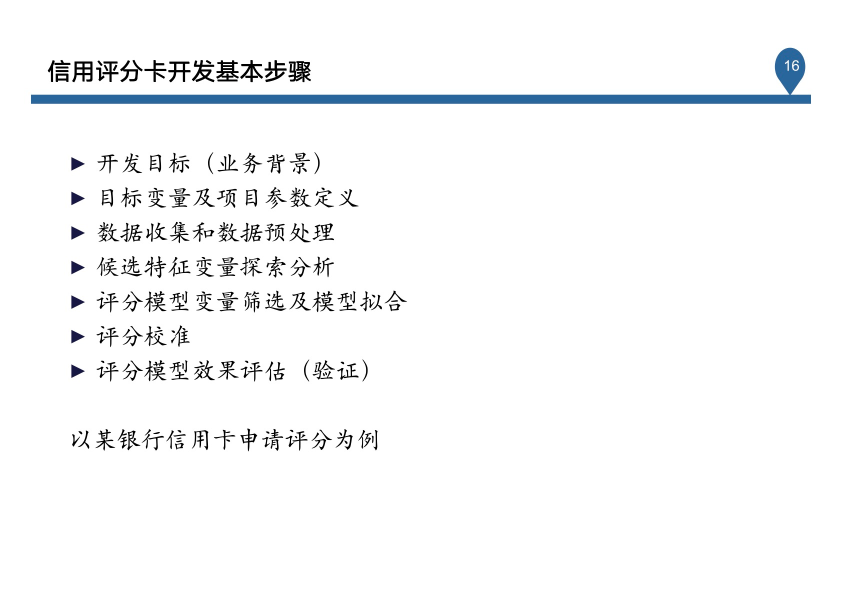 信用评分卡开发基本步骤
16
► 开发目标（业务背景）
► 目标变量及项目参数定义
► 数据收集和数据预处理
► 候选特征变量探索分析
► 评分模型变量筛选及模型拟合
► 评分校准
► 评分模型效果评估（验证）
以某银行信用卡申请评分为例